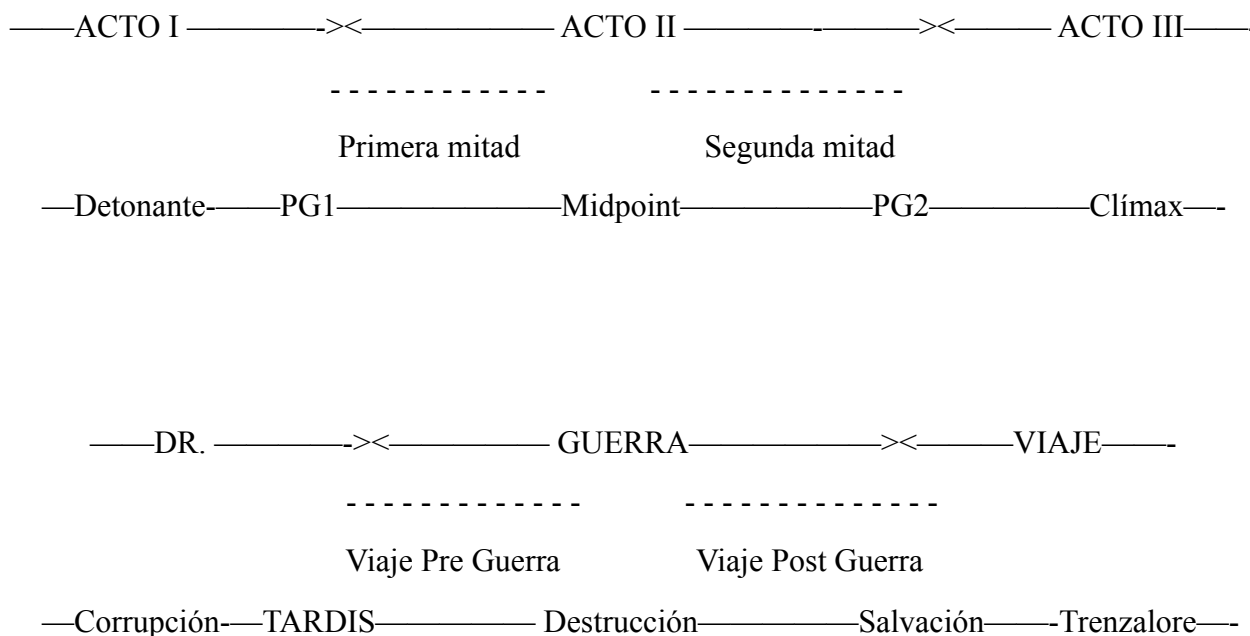 ——ACTO I ————-><——————— ACTO II —————-———><——— ACTO III——-
- - - - - - - - - - - - - - - - - - - - - - - - - -
Primera mitad Segunda mitad
—Detonante-——PG1———————Midpoint——————PG2—————Clímax—-
——DR. ————-><————— GUERRA——————><———VIAJE——-
- - - - - - - - - - - - - - - - - - - - - - - - - - -
Viaje Pre Guerra Viaje Post Guerra
—Corrupción-—TARDIS————— Destrucción—————Salvación——-Trenzalore—-